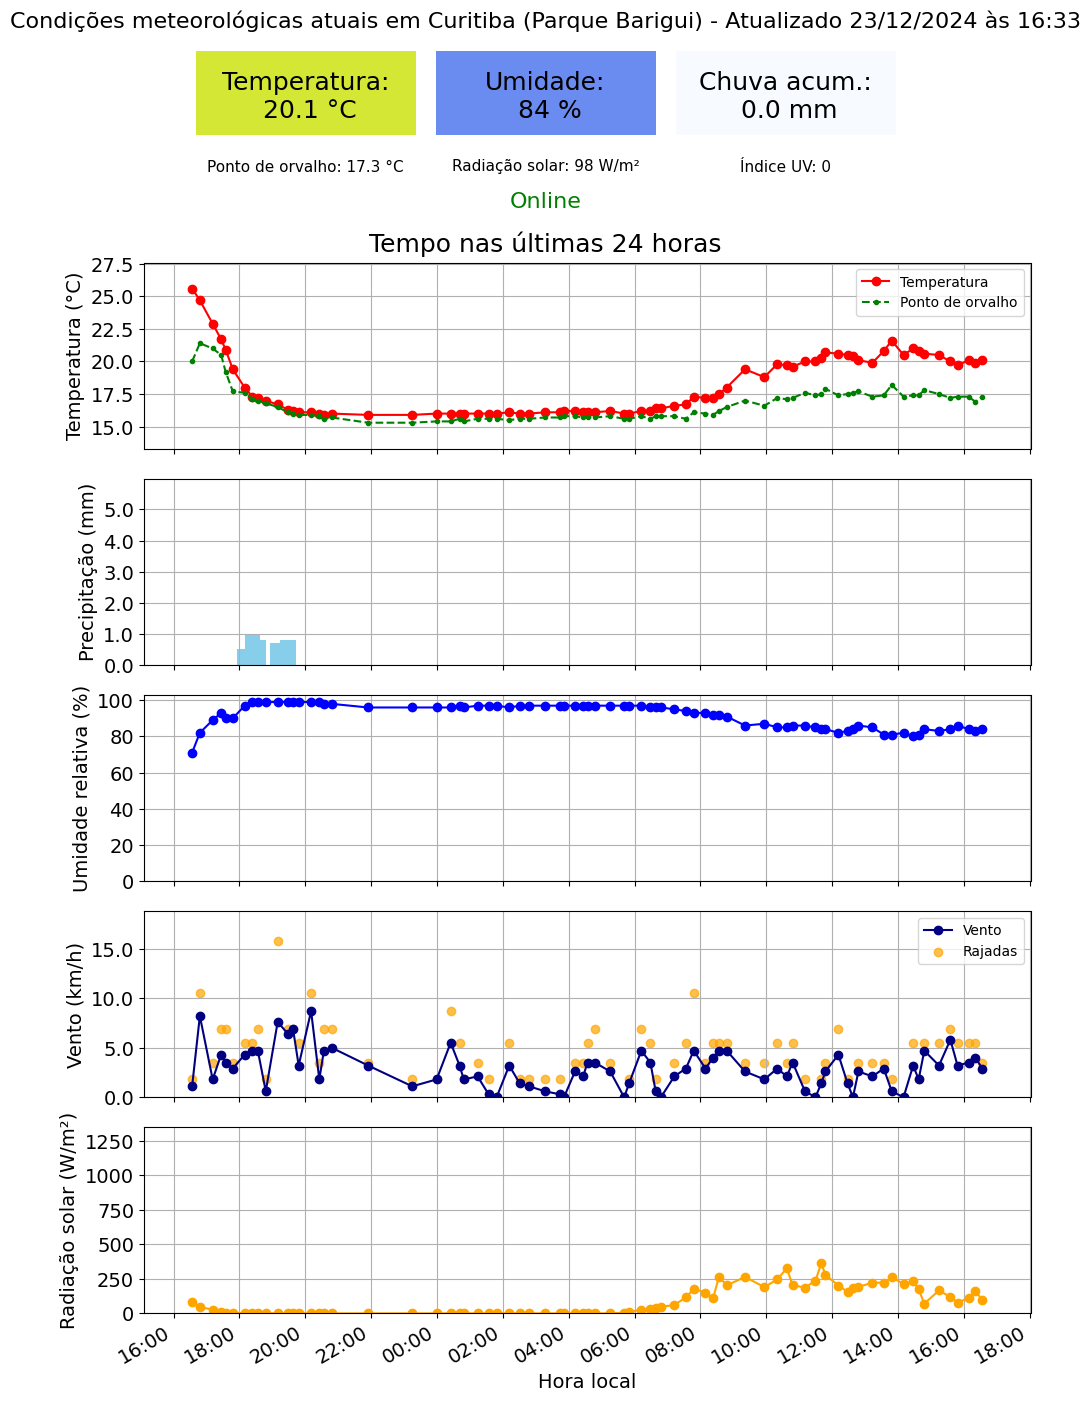 Condições meteorológicas atuais em Curitiba (Parque Barigui) - Atualizado 23/12/2024 às 16:33
Temperatura:
20.1 °C
Umidade:
84 %
Chuva acum.:
0.0 mm
Ponto de orvalho: 17.3 °C
Radiação solar: 98 W/m²
Índice UV: 0
Online
Tempo nas últimas 24 horas
Temperatura (°C)
27.5
25.0
22.5
20.0
17.5
15.0
Temperatura
Ponto de orvalho
Precipitação (mm)
5.0
4.0
3.0
2.0
1.0
0.0
Umidade relativa (%)
100
80
60
40
20
0
Vento (km/h)
15.0
10.0
5.0
0.0
Vento
Rajadas
Radiação solar (W/m²)
1250
1000
750
500
250
0
16:00
18:00
20:00
22:00
00:00
02:00
04:00
06:00
08:00
10:00
12:00
14:00
16:00
18:00
Hora local